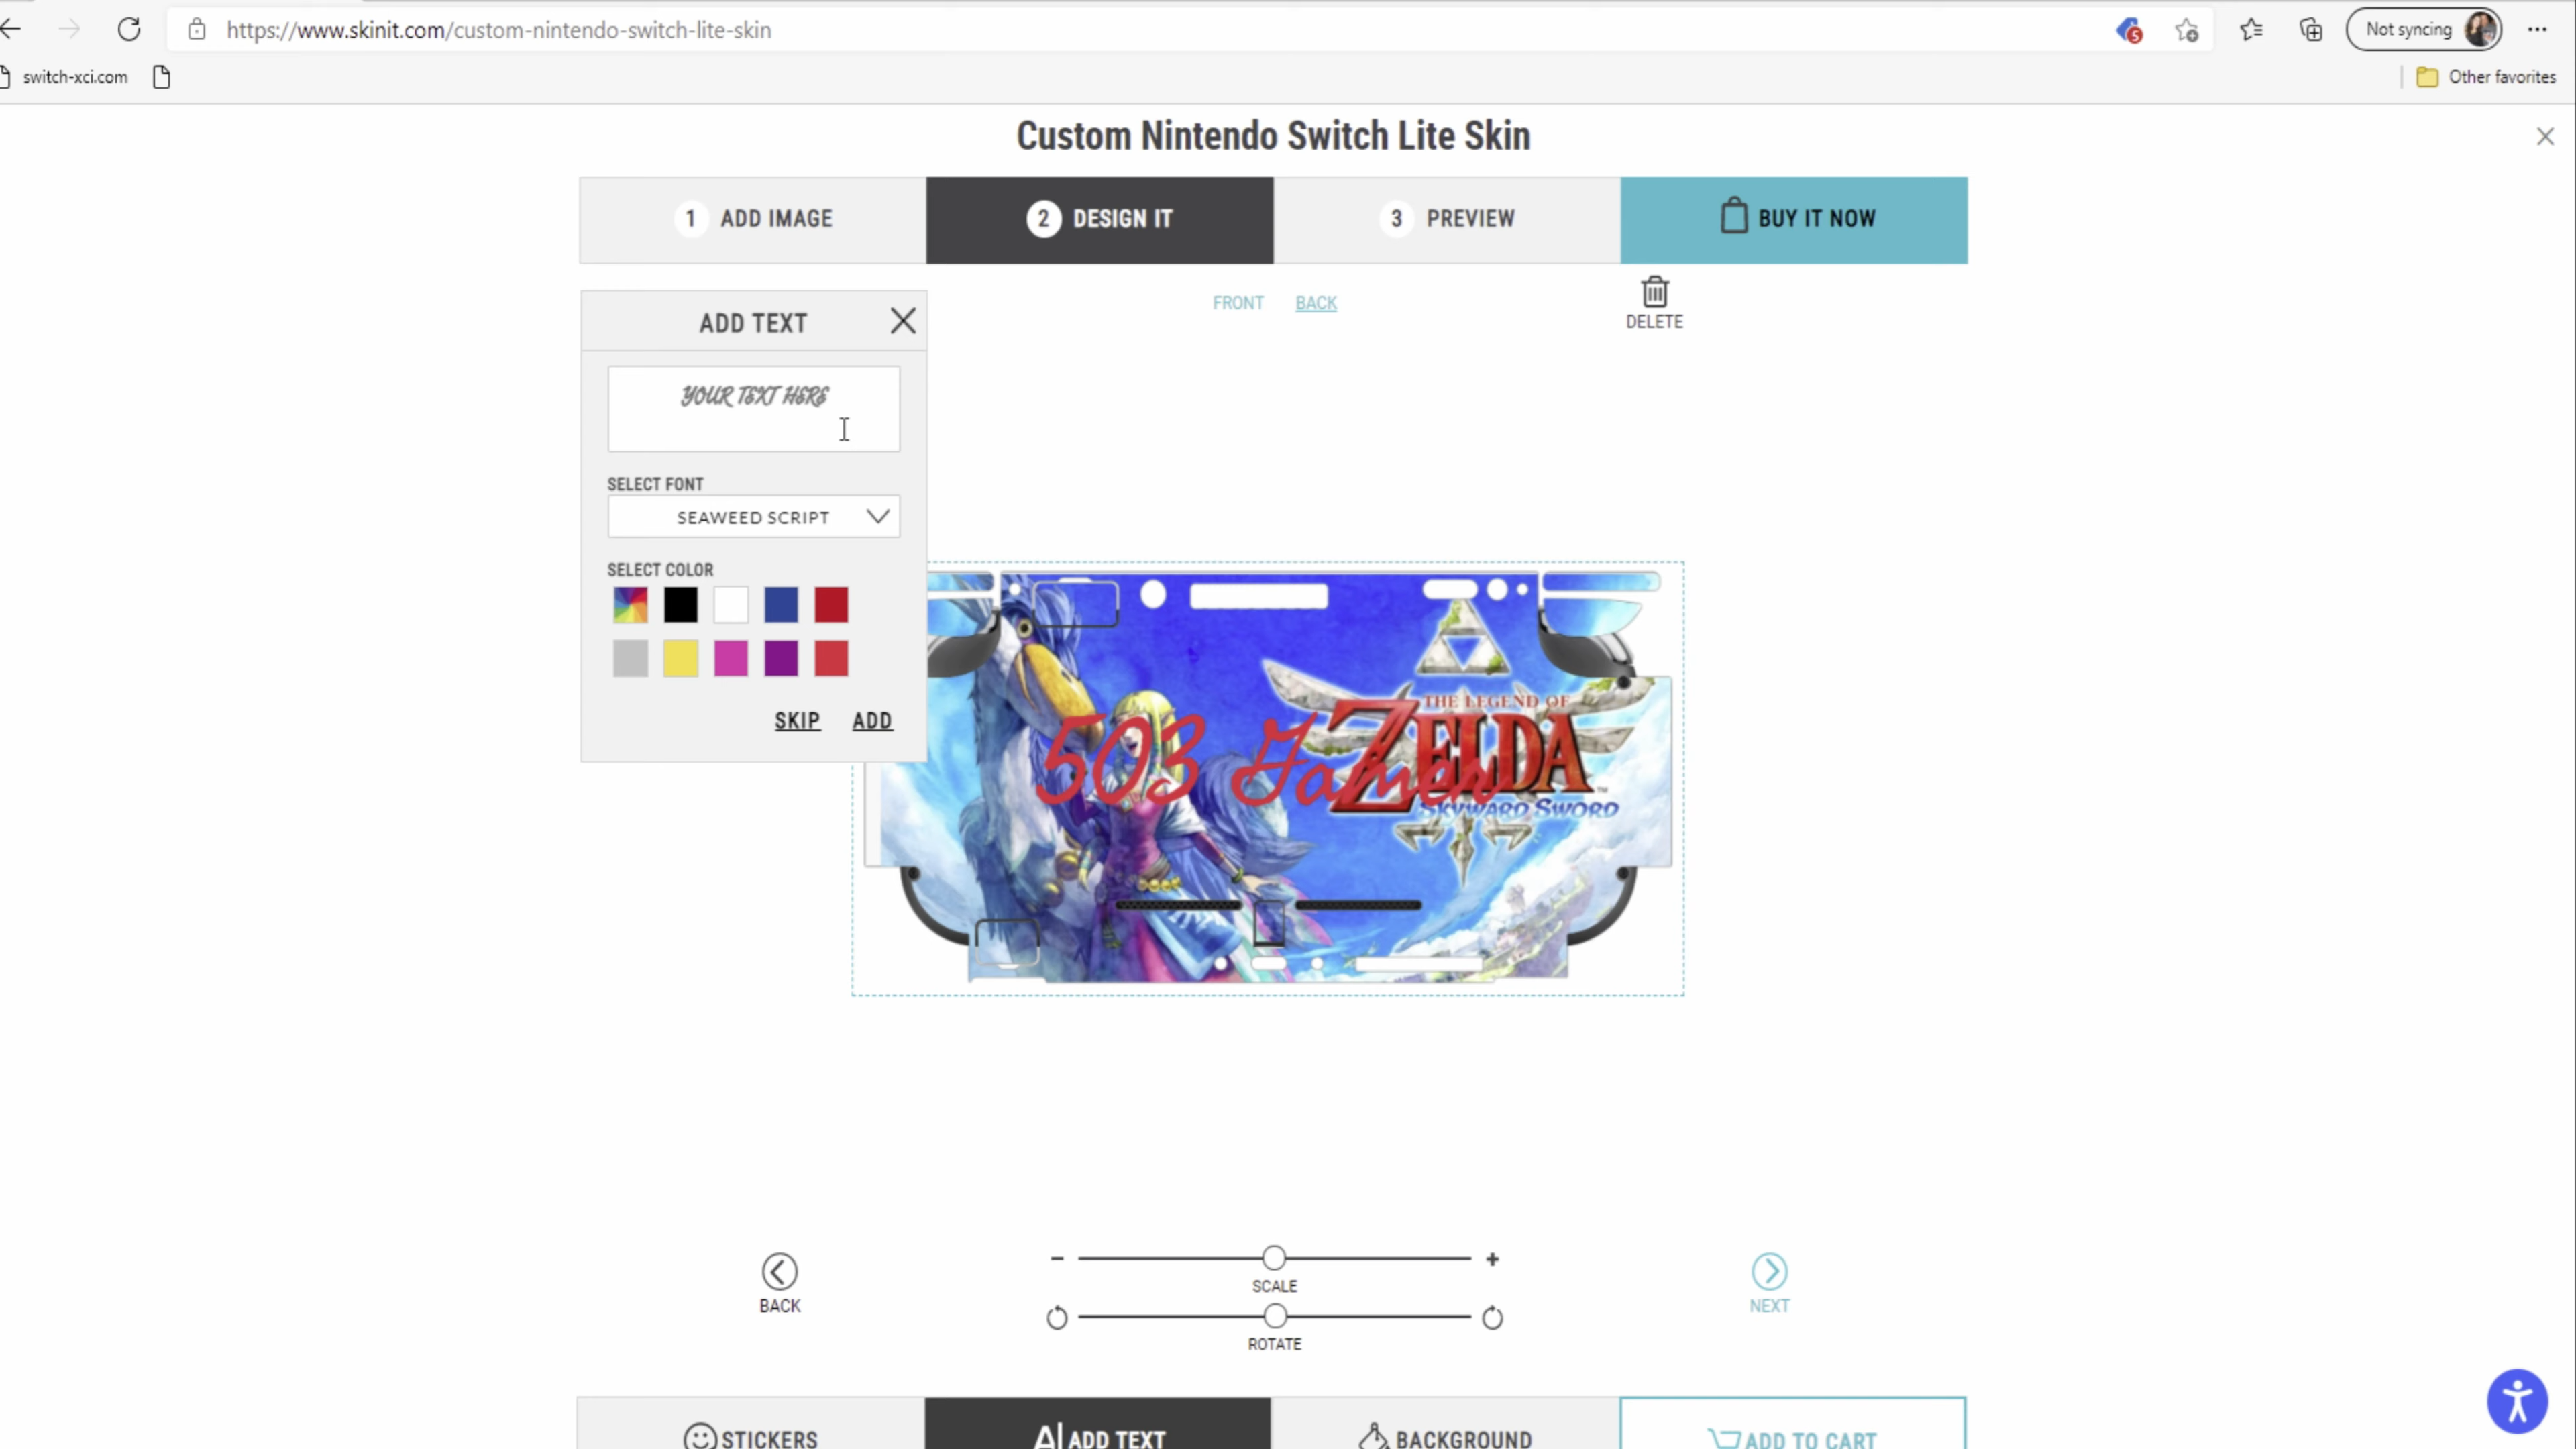 https://www.skinit.com/custom-nintendo-switch-lite-skin
5
Not syncing
switch-xci.com
Other favorites
Custom Nintendo Switch Lite Skin
1 ADD IMAGE
2 DESIGN IT
3 PREVIEW
BUY IT NOW
ADD TEXT
FRONT BACK
DELETE
YOUR TEXT HERE
SELECT FONT
SEAWEED SCRIPT
SELECT COLOR
SKIP ADD
THE LEGEND OF
ZELDA
SKYWARD SWORD
503 Gamer
SCALE
BACK
NEXT
ROTATE
STICKERS
A| ADD TEXT
BACKGROUND
ADD TO CART